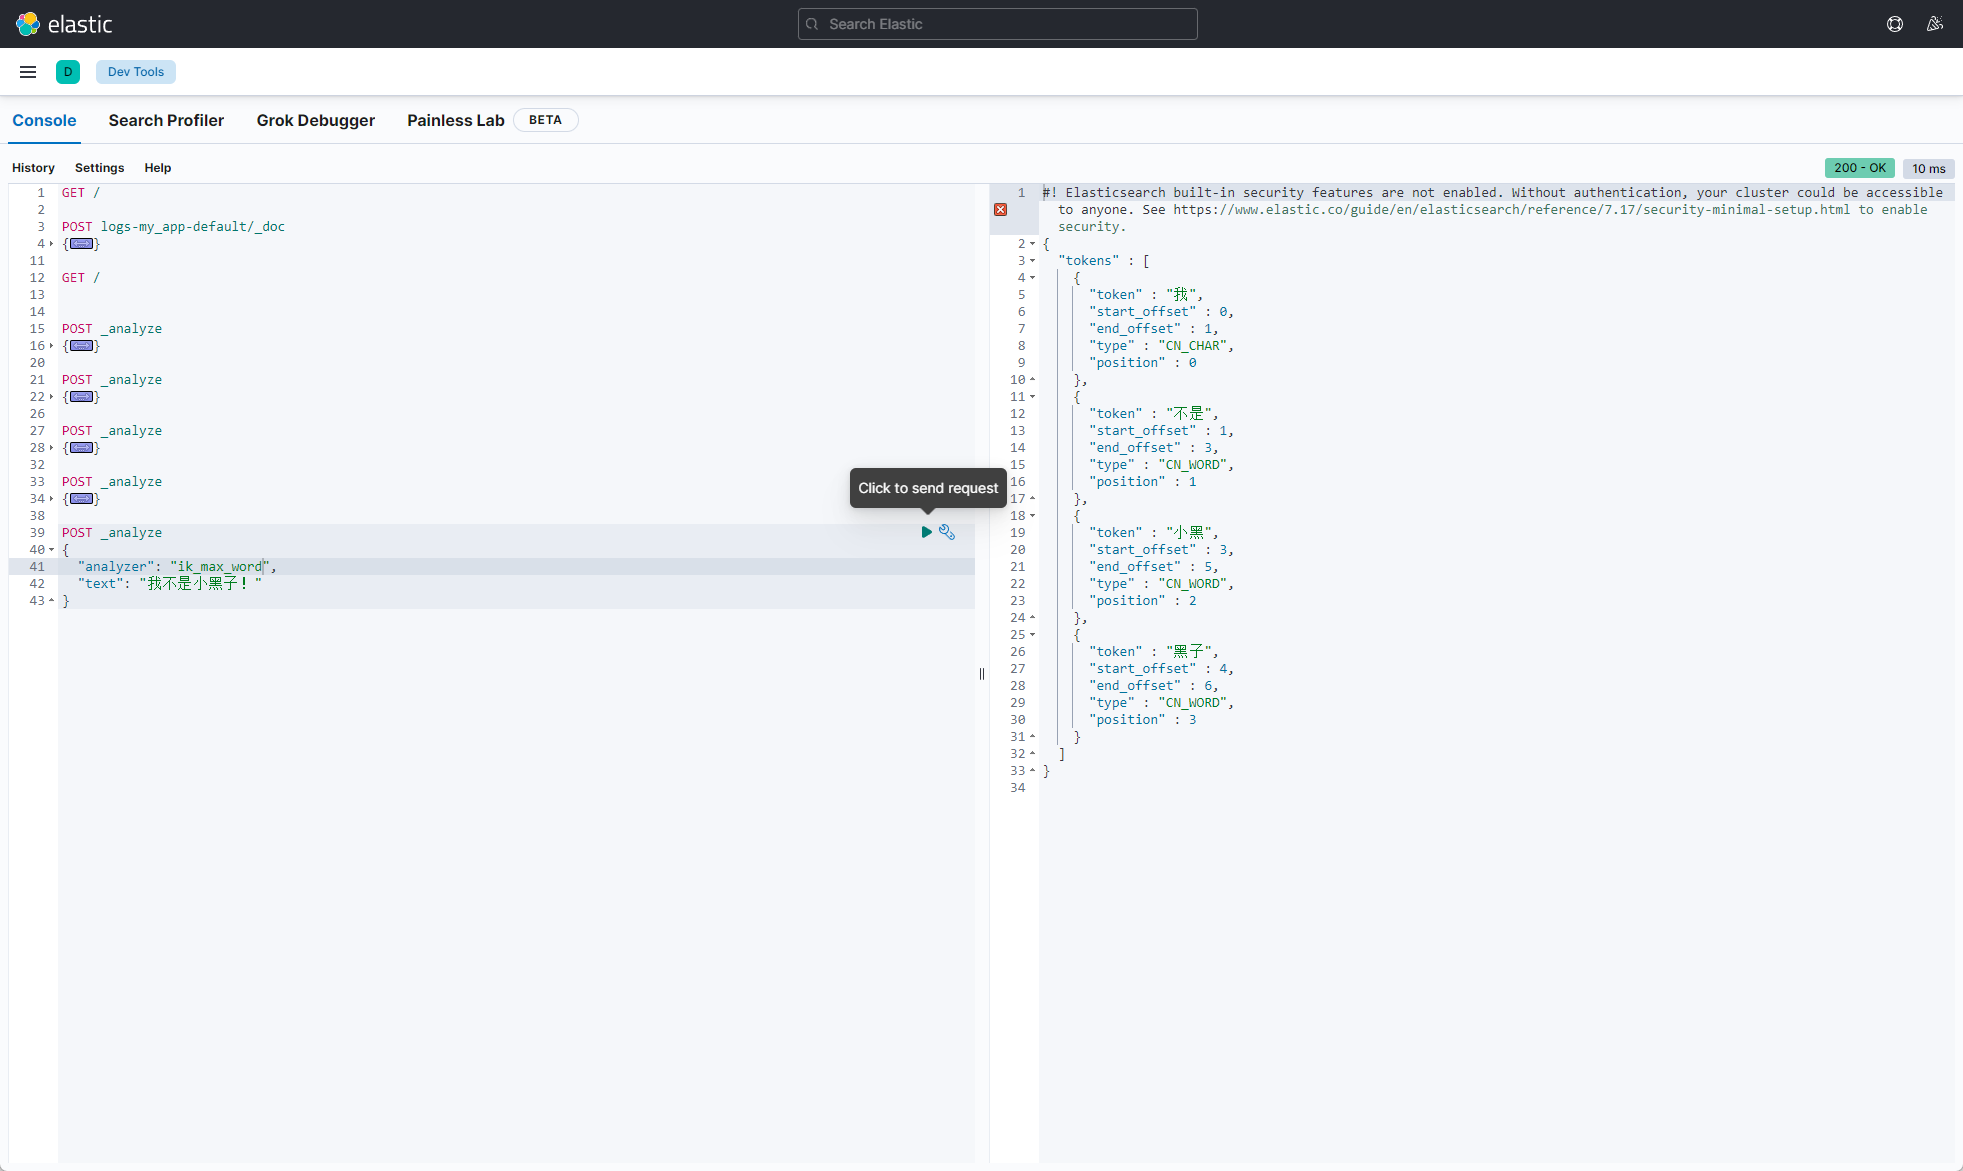 elastic
Search Elastic
D
Dev Tools
Console
Search Profiler
Grok Debugger
Painless Lab
BETA
History
Settings
Help
200 - OK
10 ms
1 GET /
2
3 POST logs-my_app-default/_doc
4 {}
11
12 GET /
13
14
15 POST _analyze
16 {}
20
21 POST _analyze
22 {}
26
27 POST _analyze
28 {}
32
33 POST _analyze
34 {}
38
39 POST _analyze
40 {
41 "analyzer": "ik_max_word",
42 "text": "我不是小黑子！"
43 }
Click to send request
1 #! Elasticsearch built-in security features are not enabled. Without authentication, your cluster could be accessible
to anyone. See https://www.elastic.co/guide/en/elasticsearch/reference/7.17/security-minimal-setup.html to enable
security.
2 {
3 "tokens" : [
4 {
5 "token" : "我",
6 "start_offset" : 0,
7 "end_offset" : 1,
8 "type" : "CN_CHAR",
9 "position" : 0
10 },
11 {
12 "token" : "不是",
13 "start_offset" : 1,
14 "end_offset" : 3,
15 "type" : "CN_WORD",
16 "position" : 1
17 },
18 {
19 "token" : "小黑",
20 "start_offset" : 3,
21 "end_offset" : 5,
22 "type" : "CN_WORD",
23 "position" : 2
24 },
25 {
26 "token" : "黑子",
27 "start_offset" : 4,
28 "end_offset" : 6,
29 "type" : "CN_WORD",
30 "position" : 3
31 }
32 ]
33 }
34